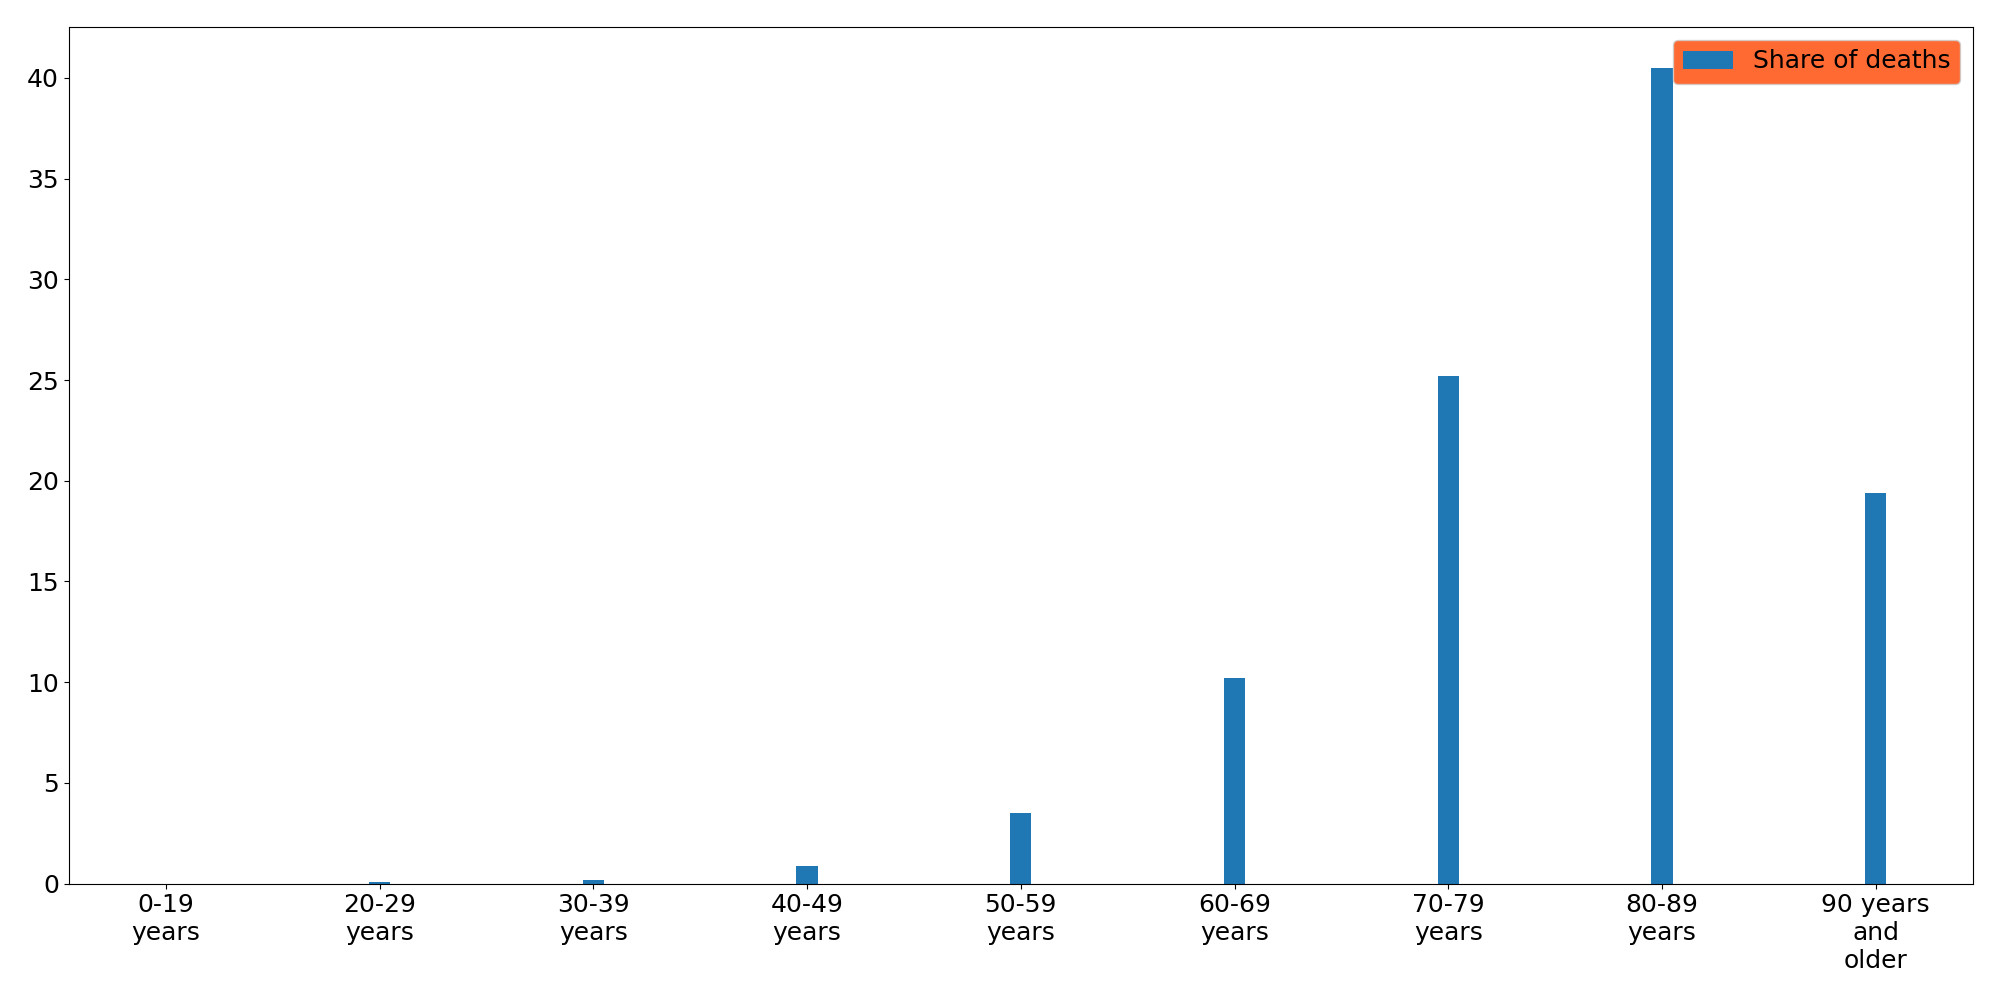 Share of deaths
40
35
30
25
20
15
10
5
0
0-19
years
20-29
years
30-39
years
40-49
years
50-59
years
60-69
years
70-79
years
80-89
years
90 years
and
older